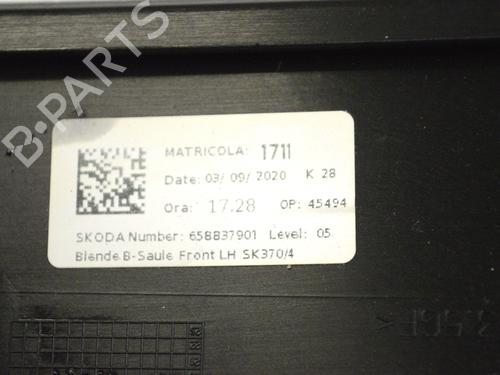 MATRICOLA: 1711
Date: 03/ 09/ 2020 K 28
Ora: 17.28 OP: 45494
SKODA Number: 658837901 Level: 05
Blende B-Saule Front LH SK370/4
B-PARTS